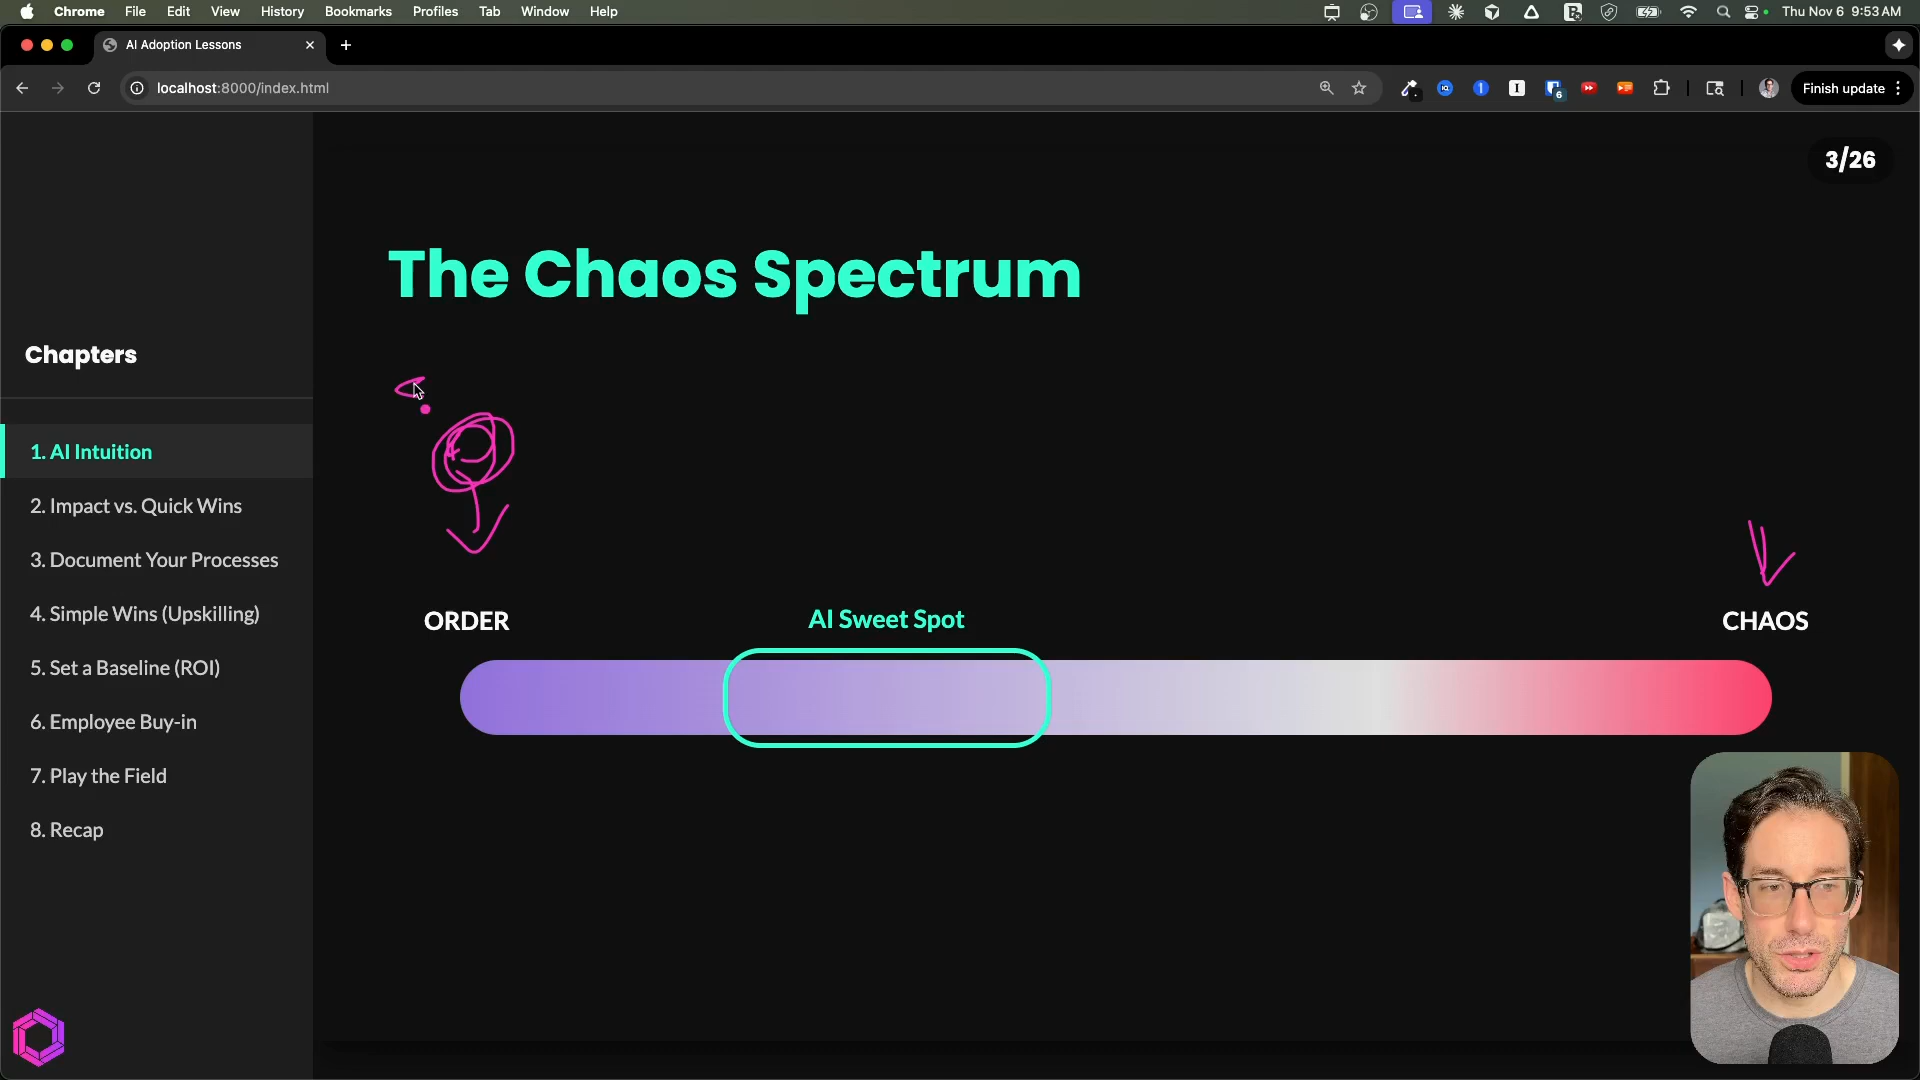 Chrome File Edit View History Bookmarks Profiles Tab Window Help Thu Nov 6 9:53 AM
AI Adoption Lessons
localhost:8000/index.html 6 Finish update
3/26
The Chaos Spectrum
Chapters
1. AI Intuition
2. Impact vs. Quick Wins
3. Document Your Processes
4. Simple Wins (Upskilling)
5. Set a Baseline (ROI)
6. Employee Buy-in
7. Play the Field
8. Recap
ORDER AI Sweet Spot CHAOS